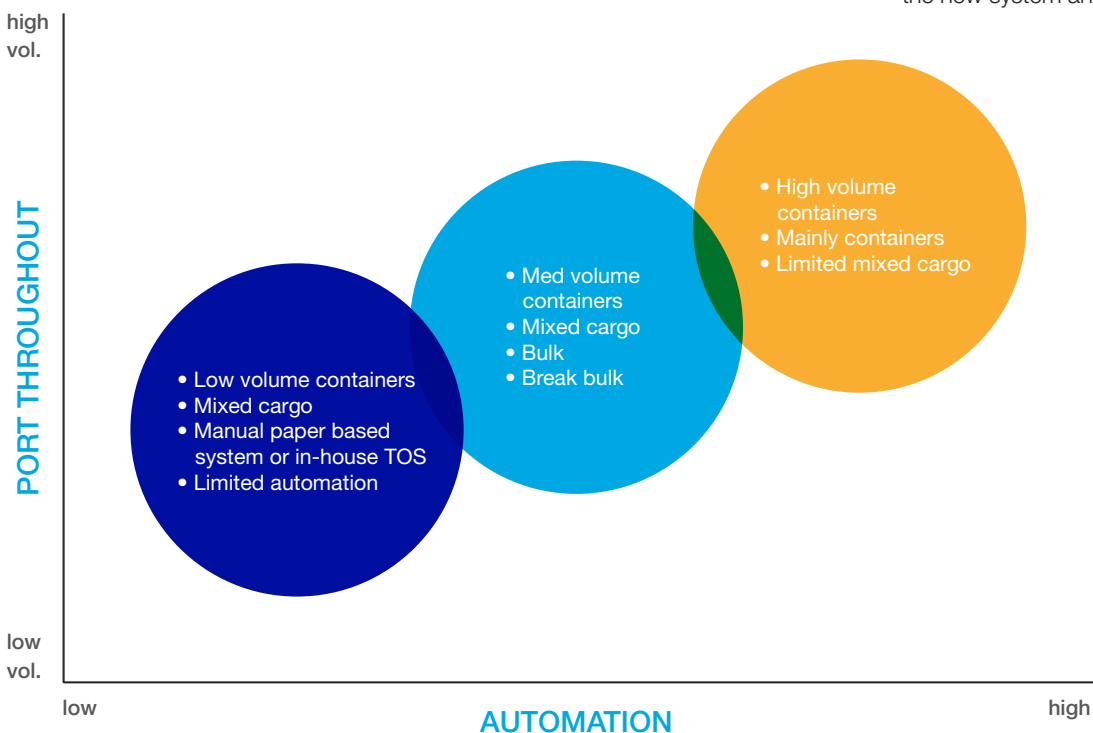 high
vol.
PORT THROUGHOUT
• High volume
containers
• Mainly containers
• Limited mixed cargo
• Med volume
containers
• Mixed cargo
• Bulk
• Break bulk
• Low volume containers
• Mixed cargo
• Manual paper based
system or in-house TOS
• Limited automation
low
vol.
low
AUTOMATION
high